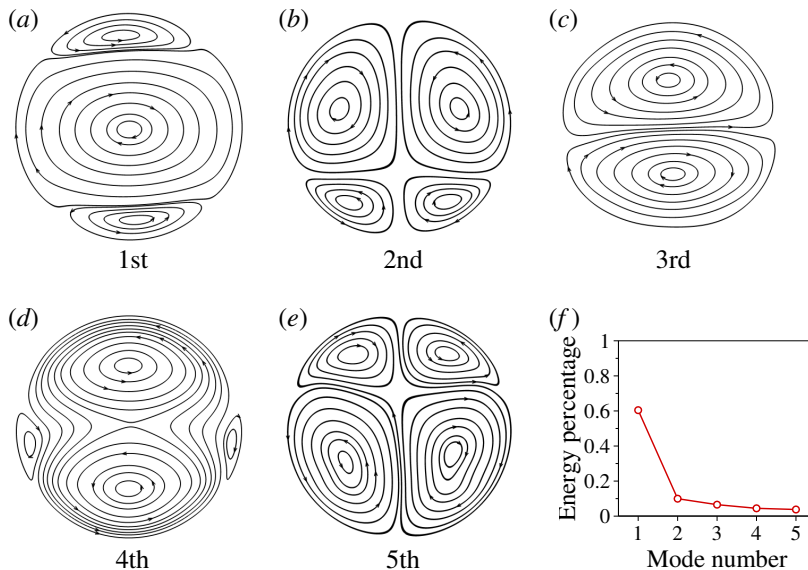 (a)
(b)
(c)
1st
2nd
3rd
(d)
(e)
(f)
4th
5th
Energy percentage
1
0.8
0.6
0.4
0.2
0
1 2 3 4 5
Mode number